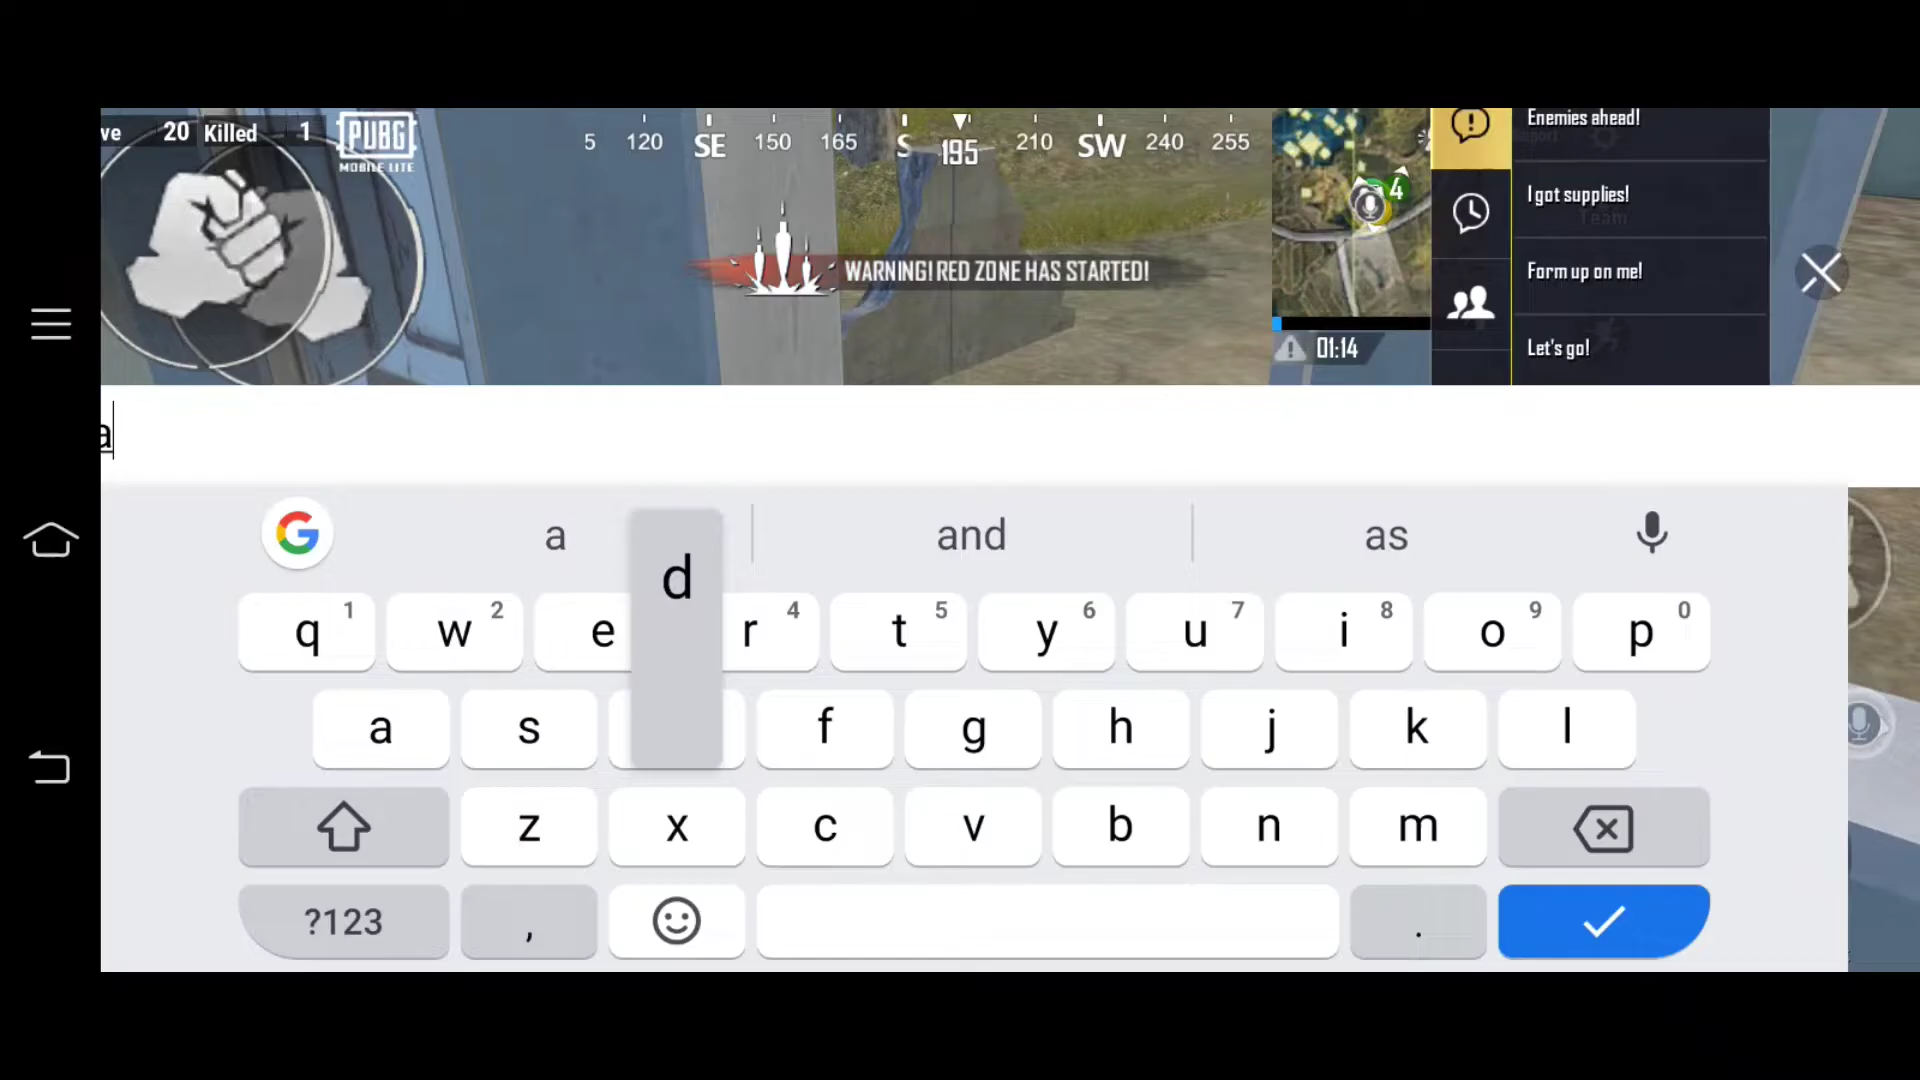 ve 20 Killed 1
PUBG
MOBILE LITE
5 120 SE 150 165 S 195 210 SW 240 255
WARNING! RED ZONE HAS STARTED!
4
01:14
Enemies ahead!
I got supplies!
Team
Form up on me!
Let's go!
a
G a and as
d
q 1 w 2 e r 4 t 5 y 6 u 7 i 8 o 9 p 0
a s f g h j k l
z x c v b n m
?123 , .